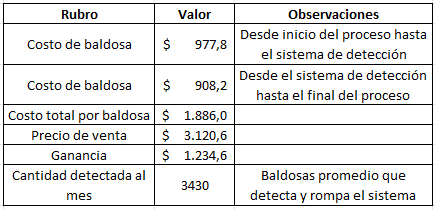 Rubro Valor Observaciones
Costo de baldosa $ 977,8 Desde inicio del proceso hasta
el sistema de detección
Costo de baldosa $ 908,2 Desde el sistema de detección
hasta el final del proceso
Costo total por baldosa $ 1.886,0
Precio de venta $ 3.120,6
Ganancia $ 1.234,6
Cantidad detectada al
mes 3430 Baldosas promedio que
detecta y rompa el sistema